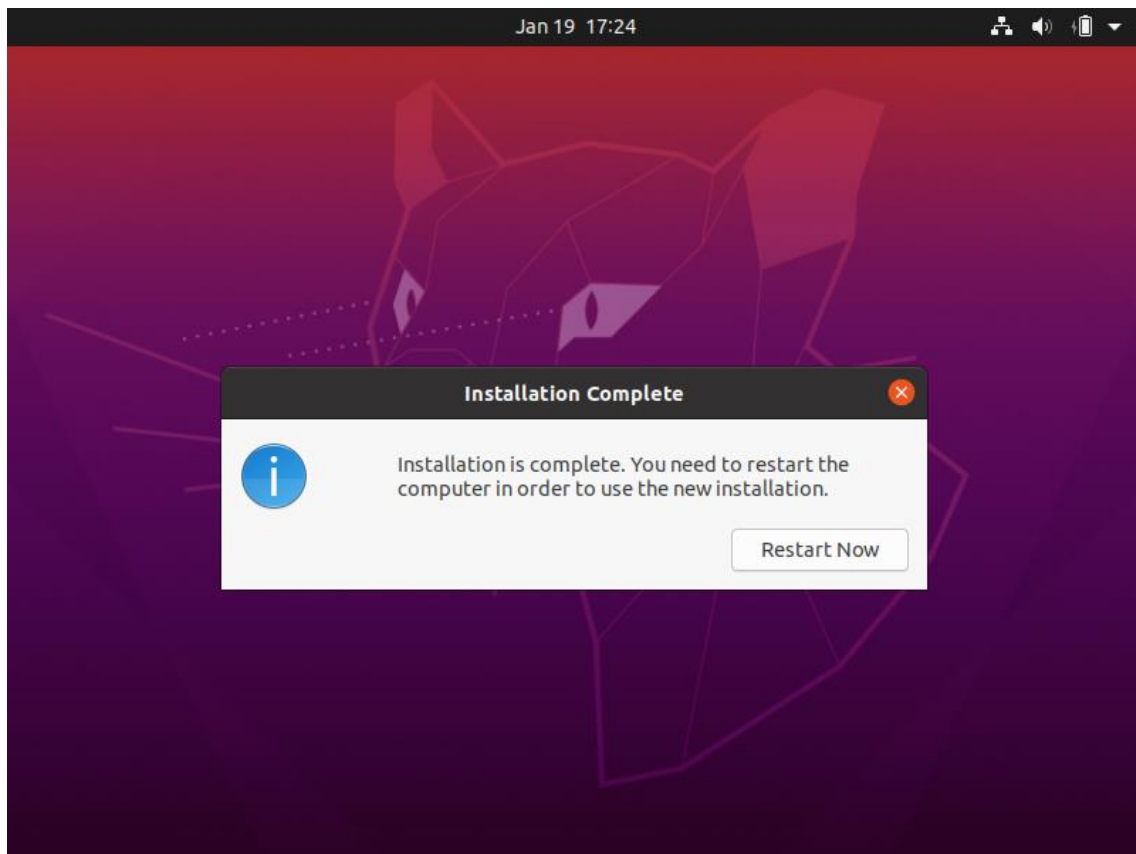 Jan 19 17:24
Installation Complete
Installation is complete. You need to restart the
computer in order to use the new installation.
Restart Now